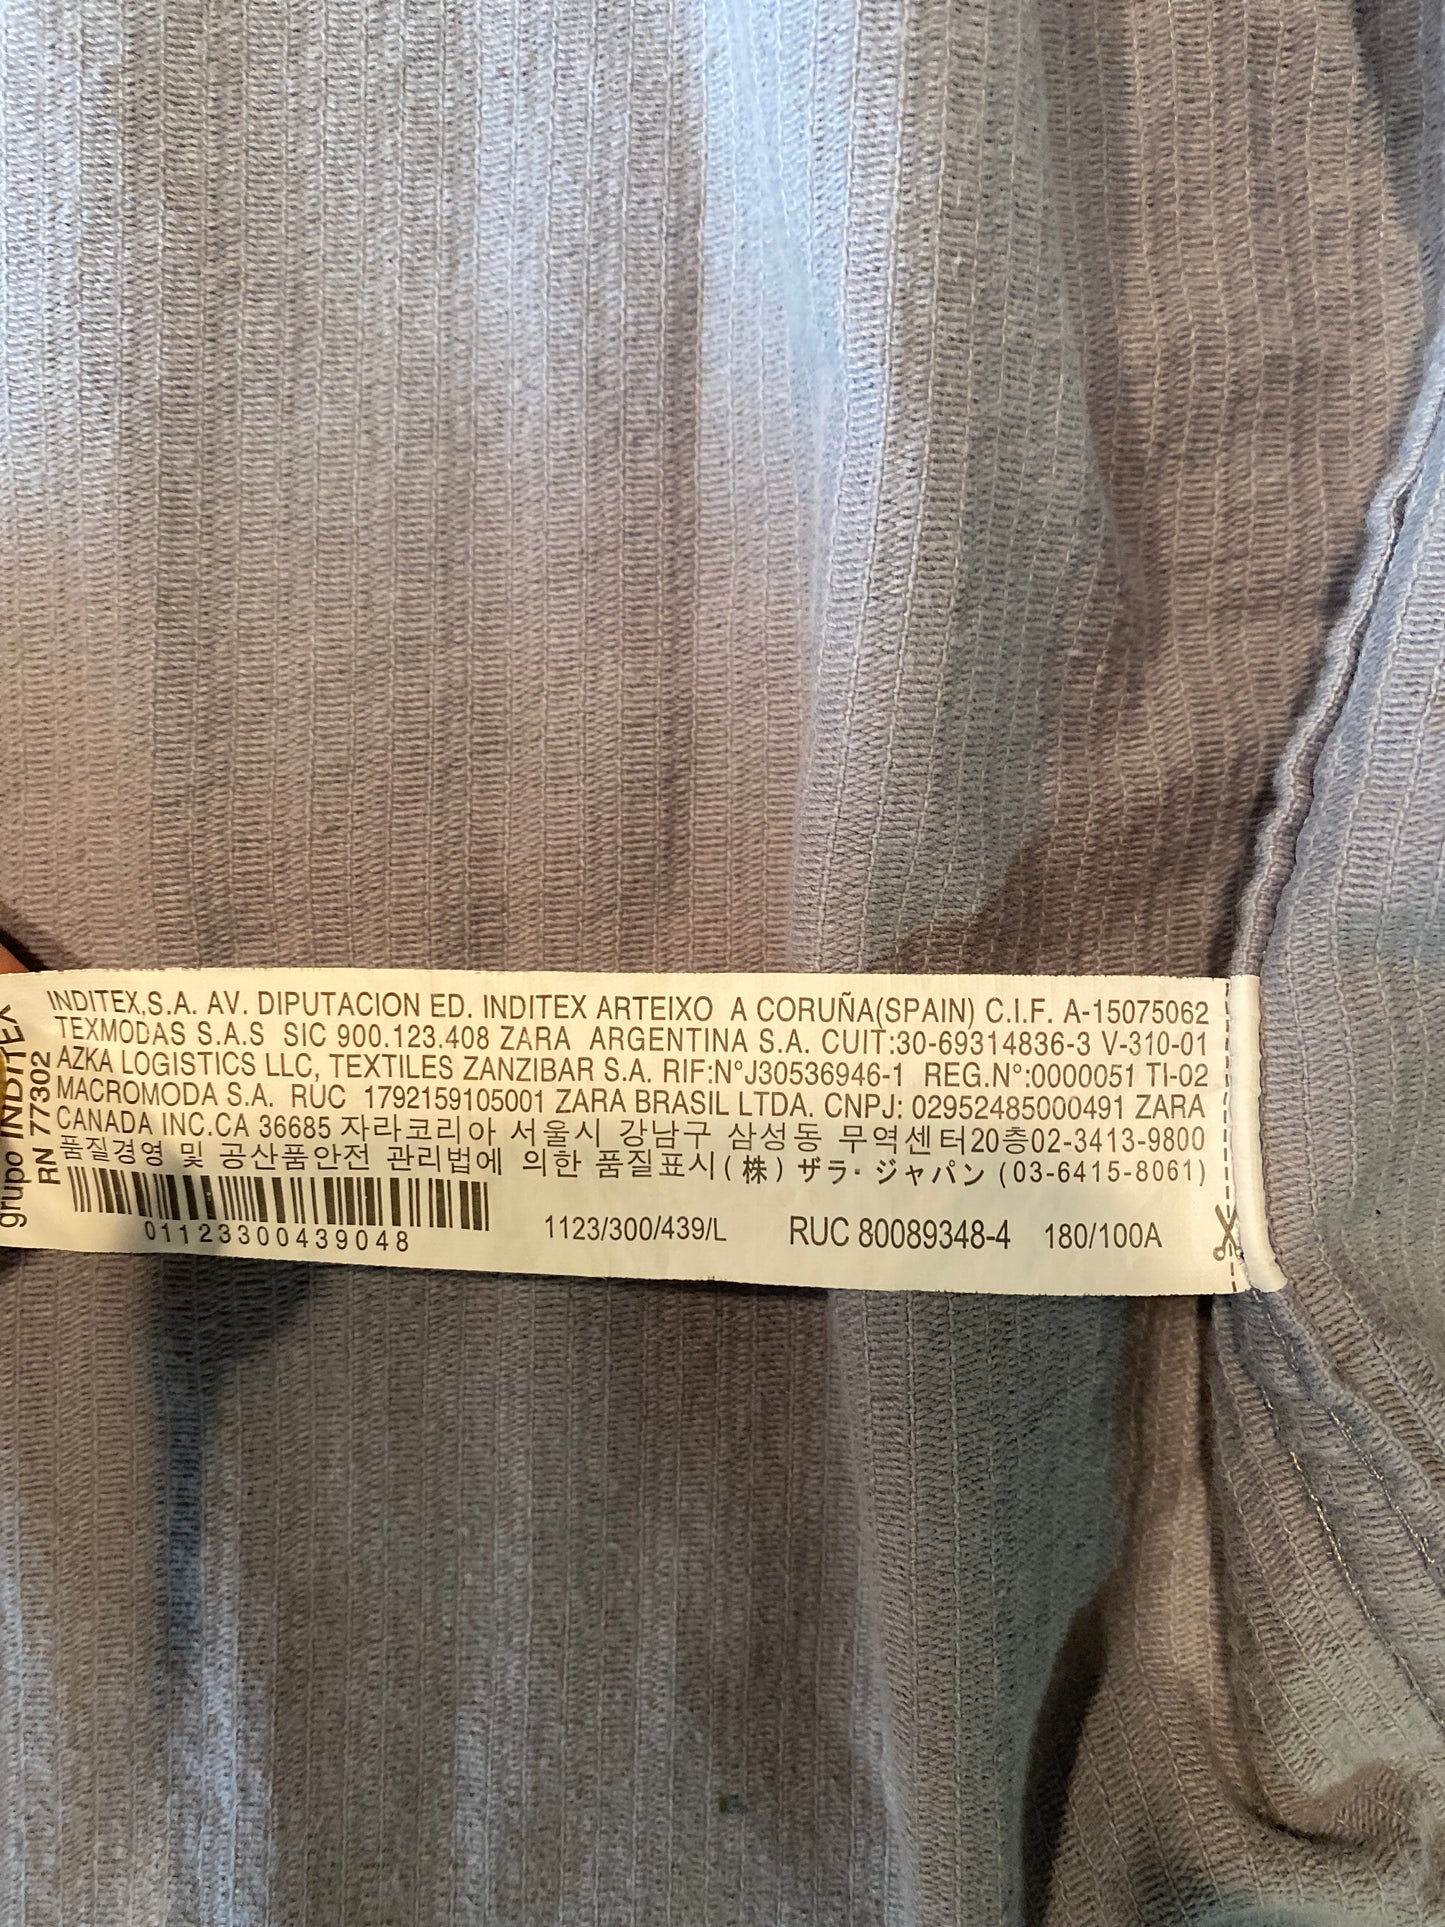 grupo INDITEX
RN 77302
INDITEX,S.A. AV. DIPUTACION ED. INDITEX ARTEIXO A CORUÑA(SPAIN) C.I.F. A-15075062
TEXMODAS S.A.S SIC 900.123.408 ZARA ARGENTINA S.A. CUIT:30-69314836-3 V-310-01
AZKA LOGISTICS LLC, TEXTILES ZANZIBAR S.A. RIF:N°J30536946-1 REG.N°:0000051 TI-02
MACROMODA S.A. RUC 1792159105001 ZARA BRASIL LTDA. CNPJ: 02952485000491 ZARA
CANADA INC.CA 36685 자라코리아 서울시 강남구 삼성동 무역센터20층02-3413-9800
품질경영 및 공산품안전 관리법에 의한 품질표시(株) ザラ・ジャパン (03-6415-8061)
01123300439048
1123/300/439/L RUC 80089348-4 180/100A